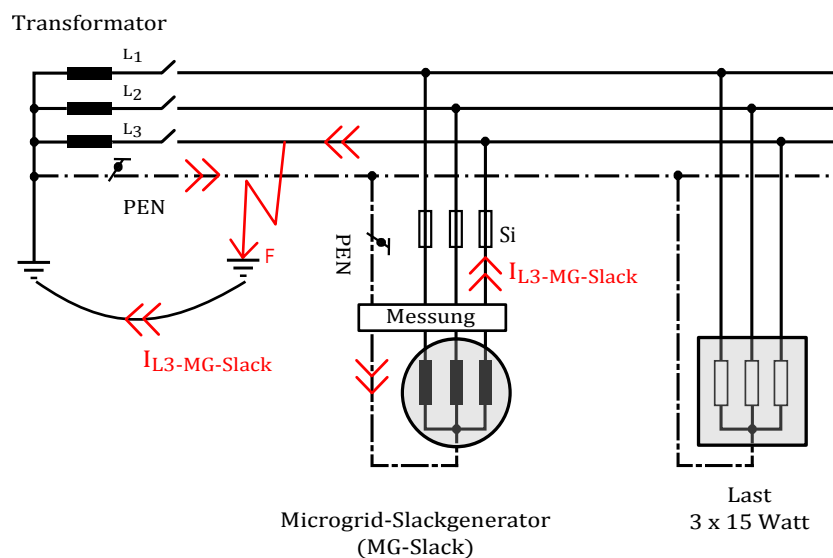 Transformator
L1
L2
L3
PEN
F
PEN
Si
IL3-MG-Slack
Messung
IL3-MG-Slack
Microgrid-Slackgenerator
(MG-Slack)
Last
3 x 15 Watt